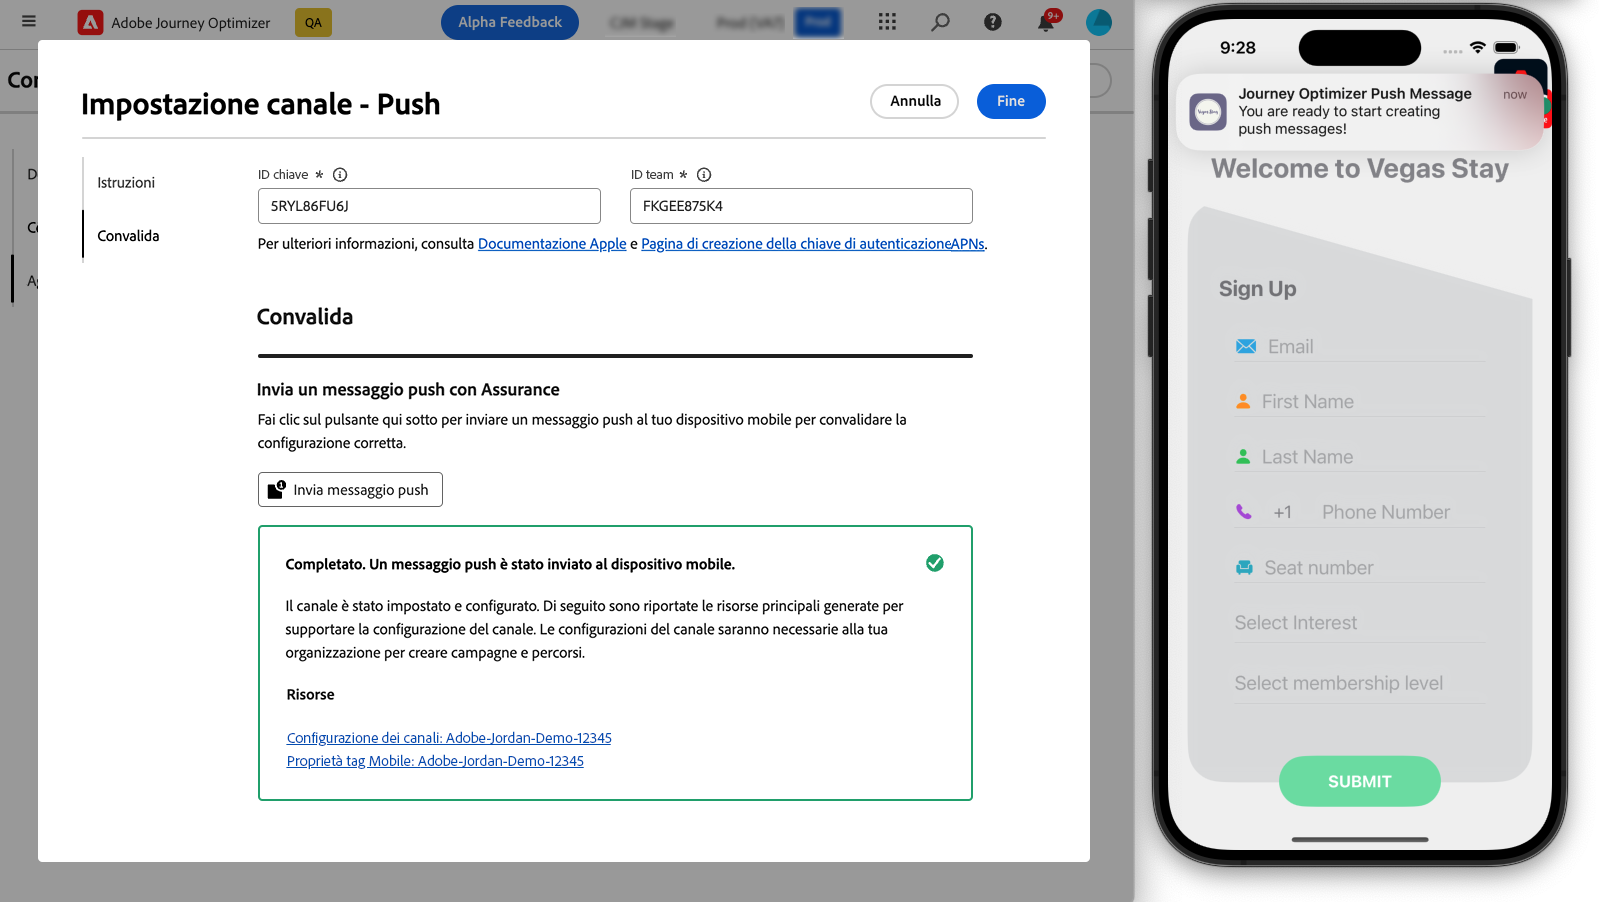 Adobe Journey Optimizer
QA
Alpha Feedback
9+
Impostazione canale - Push
Annulla
Fine
Istruzioni
Convalida
ID chiave *
ID team *
5RYL86FU6J
FKGEE875K4
Per ulteriori informazioni, consulta Documentazione Apple e Pagina di creazione della chiave di autenticazioneAPNs.
Convalida
Invia un messaggio push con Assurance
Fai clic sul pulsante qui sotto per inviare un messaggio push al tuo dispositivo mobile per convalidare la
configurazione corretta.
Invia messaggio push
Completato. Un messaggio push è stato inviato al dispositivo mobile.
Il canale è stato impostato e configurato. Di seguito sono riportate le risorse principali generate per
supportare la configurazione del canale. Le configurazioni del canale saranno necessarie alla tua
organizzazione per creare campagne e percorsi.
Risorse
Configurazione dei canali: Adobe-Jordan-Demo-12345
Proprietà tag Mobile: Adobe-Jordan-Demo-12345
9:28
Journey Optimizer Push Message
now
You are ready to start creating
push messages!
Welcome to Vegas Stay
Sign Up
Email
First Name
Last Name
+1 Phone Number
Seat number
Select Interest
Select membership level
SUBMIT